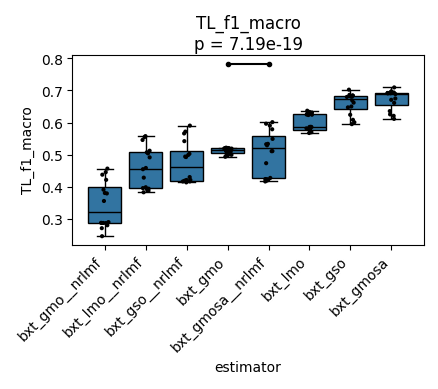 TL_f1_macro
p = 7.19e-19
TL_f1_macro
0.8
0.7
0.6
0.5
0.4
0.3
bxt_gmo__nrlmf
bxt_lmo__nrlmf
bxt_gso__nrlmf
bxt_gmo
bxt_gmosa__nrlmf
bxt_lmo
bxt_gso
bxt_gmosa
estimator